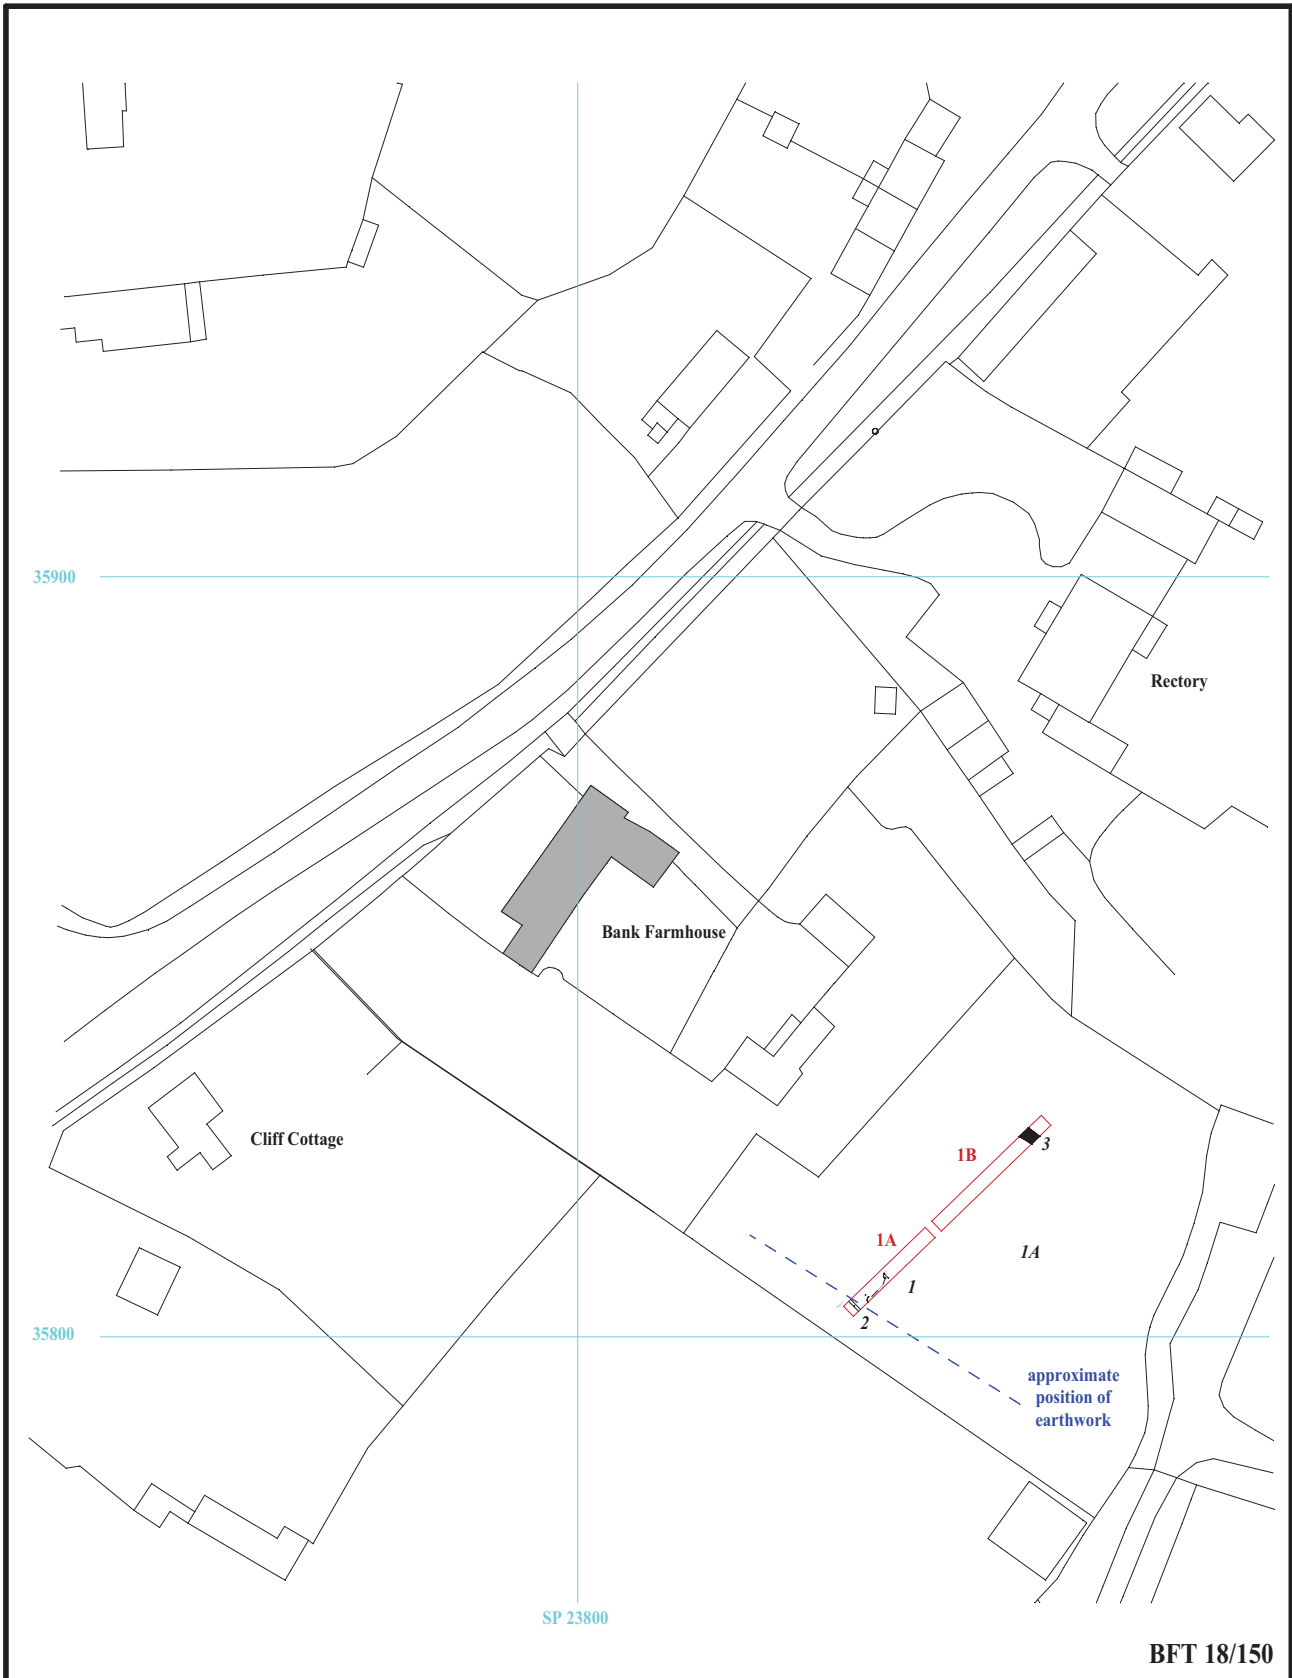 35900
Rectory
Bank Farmhouse
Cliff Cottage
1B
3
1A
1A
1
2
35800
approximate
position of
earthwork
SP 23800
BFT 18/150